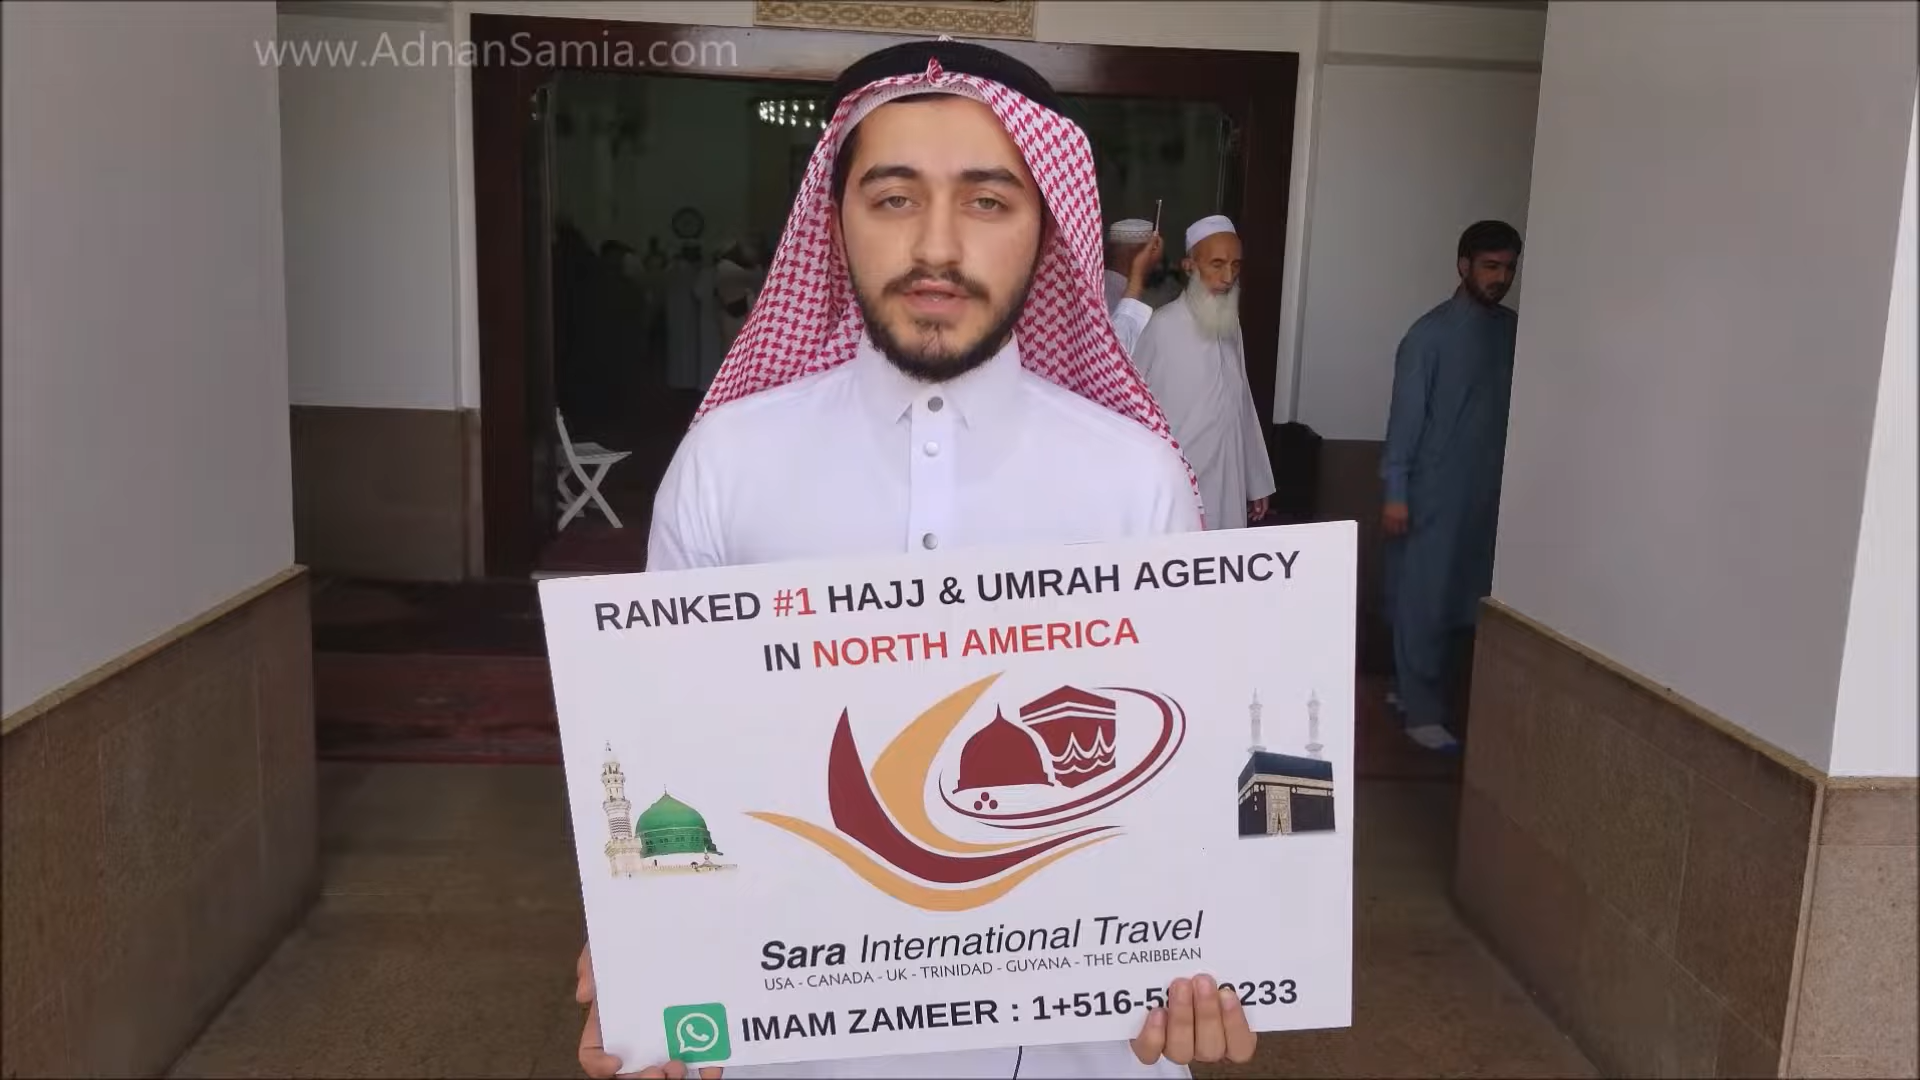 www.AdnanSamia.com
RANKED #1 HAJJ & UMRAH AGENCY
IN NORTH AMERICA
Sara International Travel
USA - CANADA - UK - TRINIDAD - GUYANA - THE CARIBBEAN
IMAM ZAMEER : 1+516-5